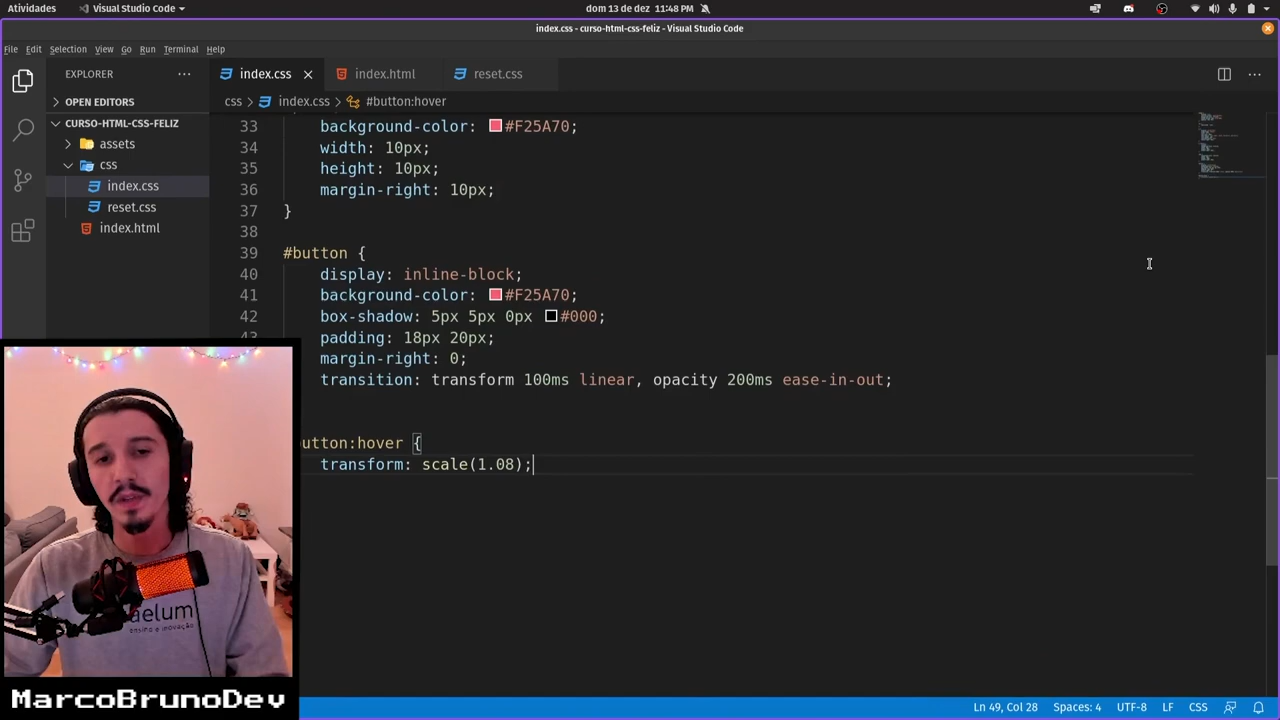 Atividades
Visual Studio Code
dom 13 de dez 11:48 PM
index.css - curso-html-css-feliz - Visual Studio Code
File Edit Selection View Go Run Terminal Help
EXPLORER
OPEN EDITORS
CURSO-HTML-CSS-FELIZ
assets
css
index.css
reset.css
index.html
index.css
index.html
reset.css
css > index.css > #button:hover
33 background-color: #F25A70;
34 width: 10px;
35 height: 10px;
36 margin-right: 10px;
37 }
38
39 #button {
40 display: inline-block;
41 background-color: #F25A70;
42 box-shadow: 5px 5px 0px #000;
43 padding: 18px 20px;
margin-right: 0;
transition: transform 100ms linear, opacity 200ms ease-in-out;
utton:hover {
transform: scale(1.08);
aelum
ensino e inovação
MarcoBrunoDev
Ln 49, Col 28 Spaces: 4 UTF-8 LF CSS